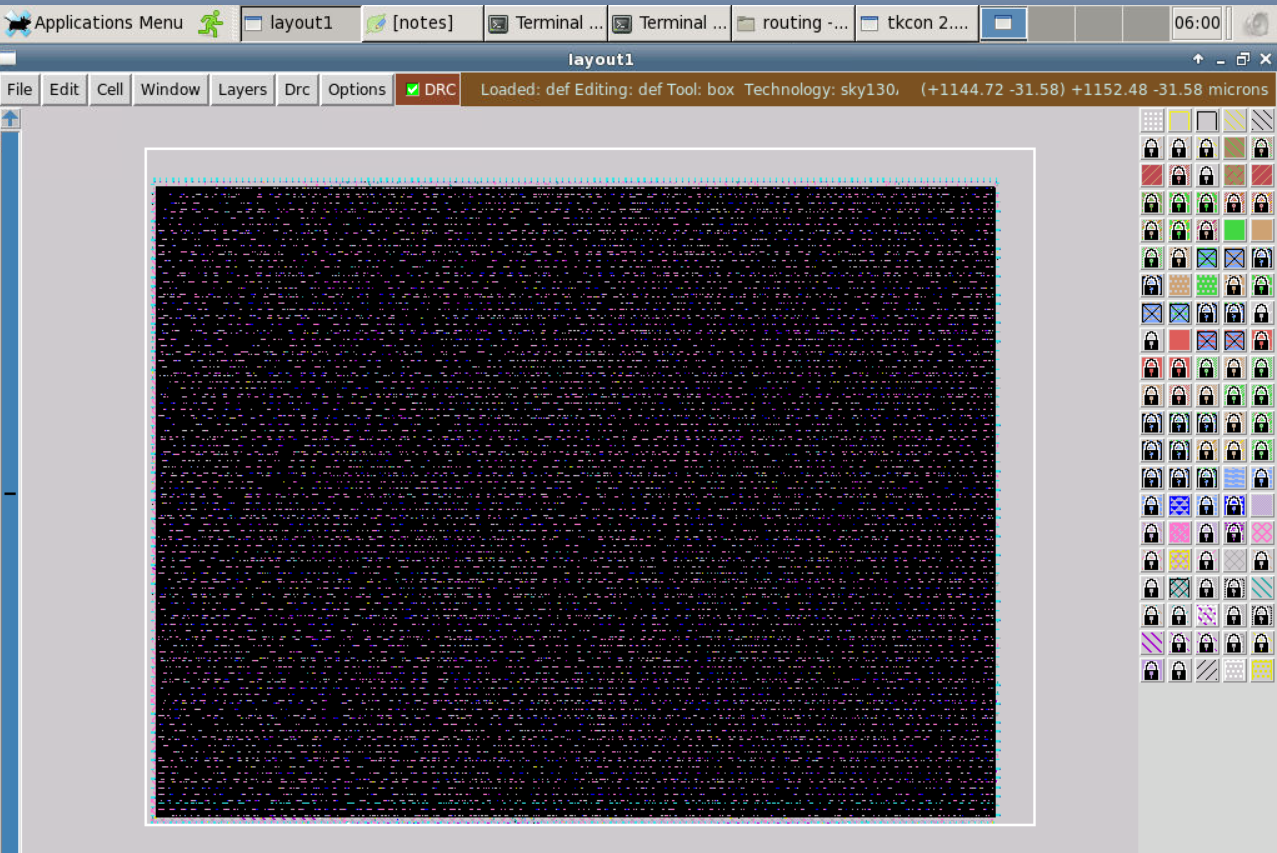 Applications Menu layout1 [notes] Terminal ... Terminal ... routing -... tkcon 2.... 06:00
layout1
File Edit Cell Window Layers Drc Options DRC Loaded: def Editing: def Tool: box Technology: sky130, (+1144.72 -31.58) +1152.48 -31.58 microns